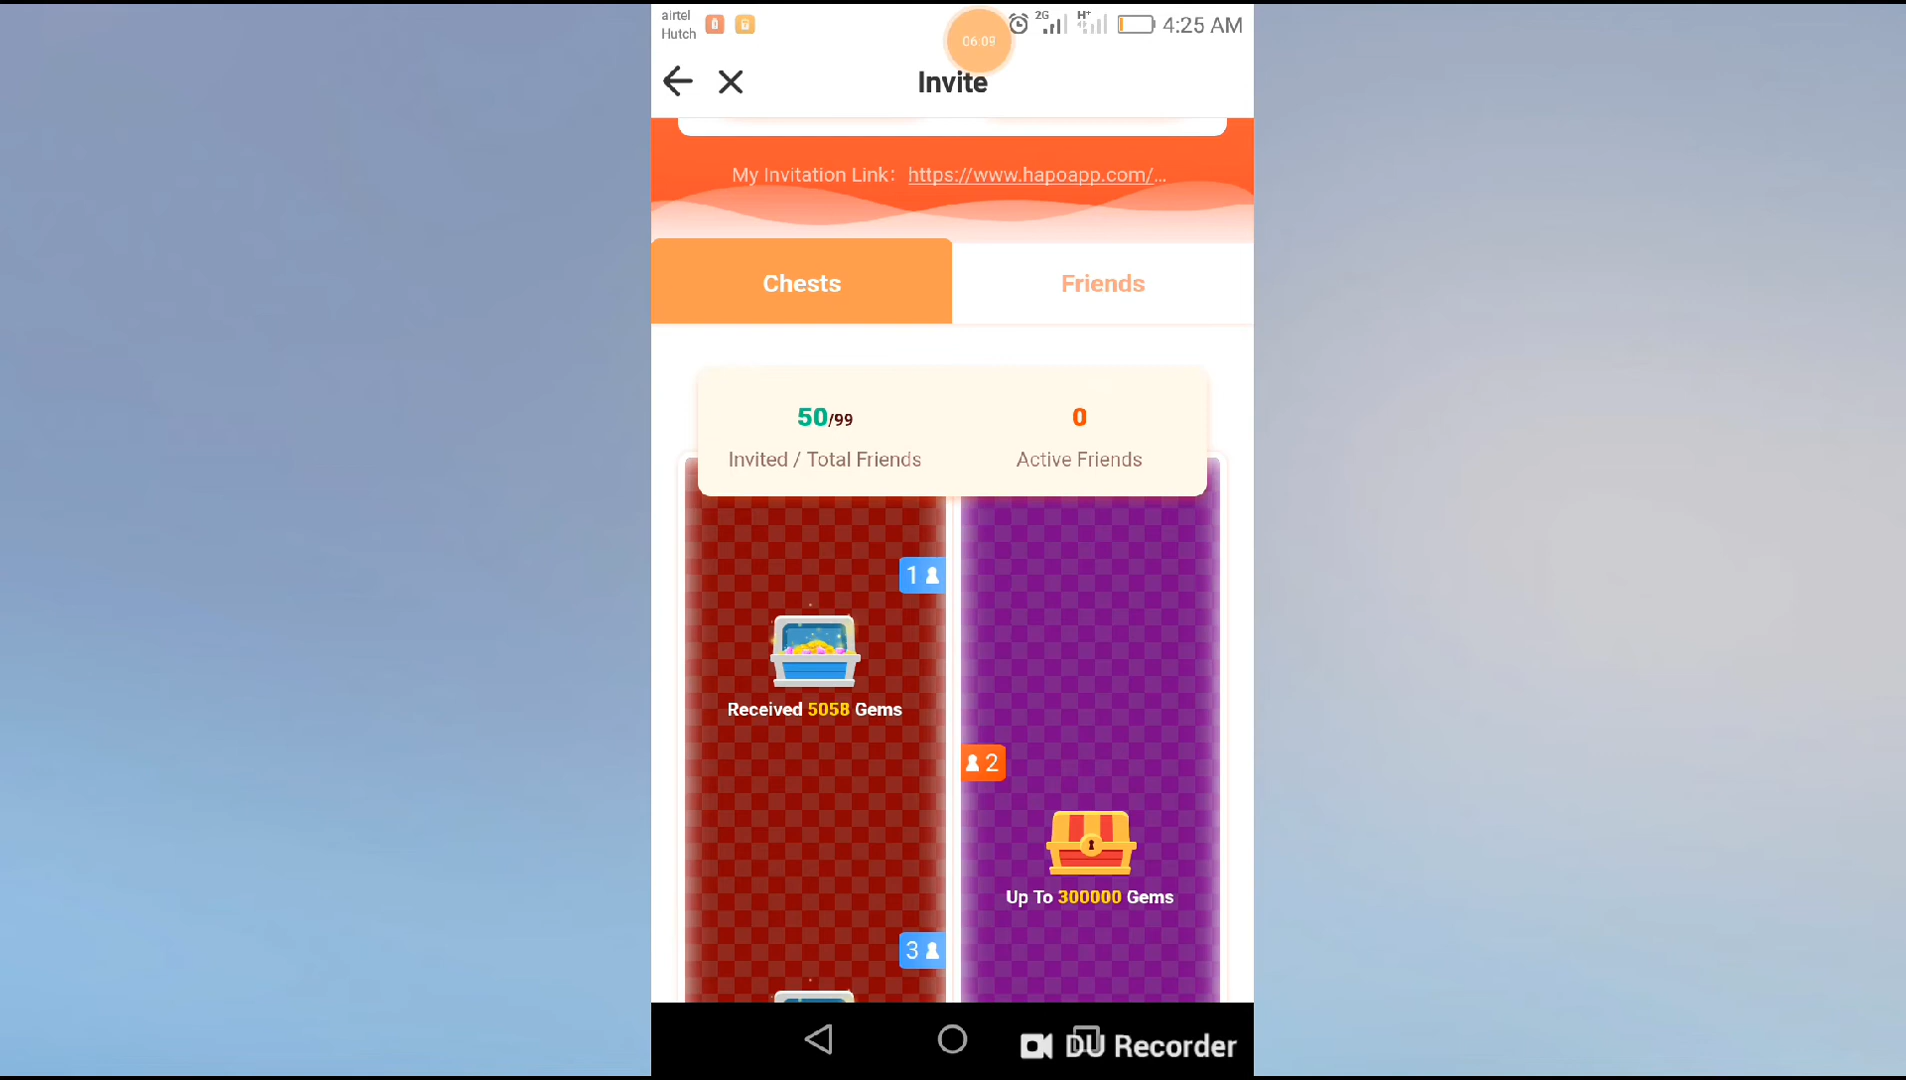 airtel
Hutch
06:09
2G
H+
4:25 AM
Invite
My Invitation Link: https://www.hapoapp.com/...
Chests
Friends
50/99
0
Invited / Total Friends
Active Friends
1
Received 5058 Gems
2
Up To 300000 Gems
3
DU Recorder